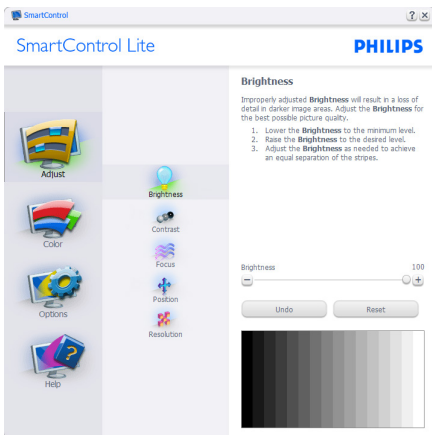 SmartControl
? ×
SmartControl Lite
PHILIPS
Adjust
Color
Options
Help
Brightness
Contrast
Focus
Position
Resolution
Brightness
Improperly adjusted Brightness will result in a loss of
detail in darker image areas. Adjust the Brightness for
the best possible picture quality.
1. Lower the Brightness to the minimum level.
2. Raise the Brightness to the desired level.
3. Adjust the Brightness as needed to achieve
an equal separation of the stripes.
Brightness 100
Undo Reset